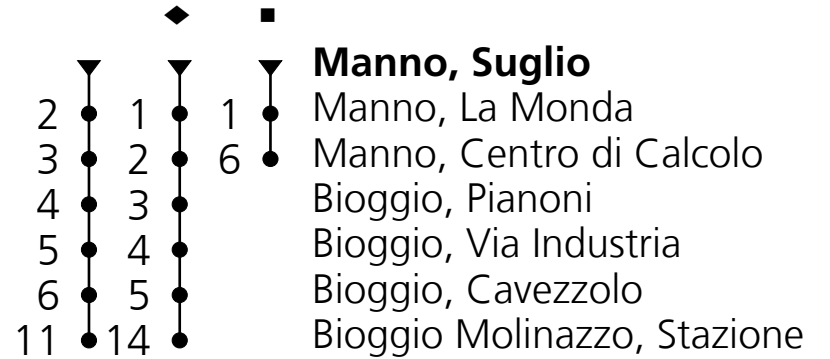 ◆ ■
Manno, Suglio
2 1 1 Manno, La Monda
3 2 6 Manno, Centro di Calcolo
4 3 Bioggio, Pianoni
5 4 Bioggio, Via Industria
6 5 Bioggio, Cavezzolo
11 14 Bioggio Molinazzo, Stazione